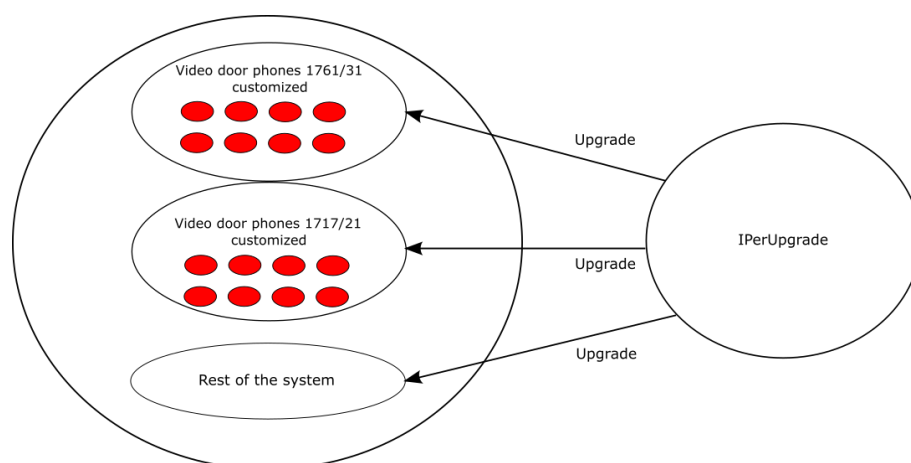 Video door phones 1761/31
customized
Upgrade
Video door phones 1717/21
customized
IPerUpgrade
Upgrade
Upgrade
Rest of the system